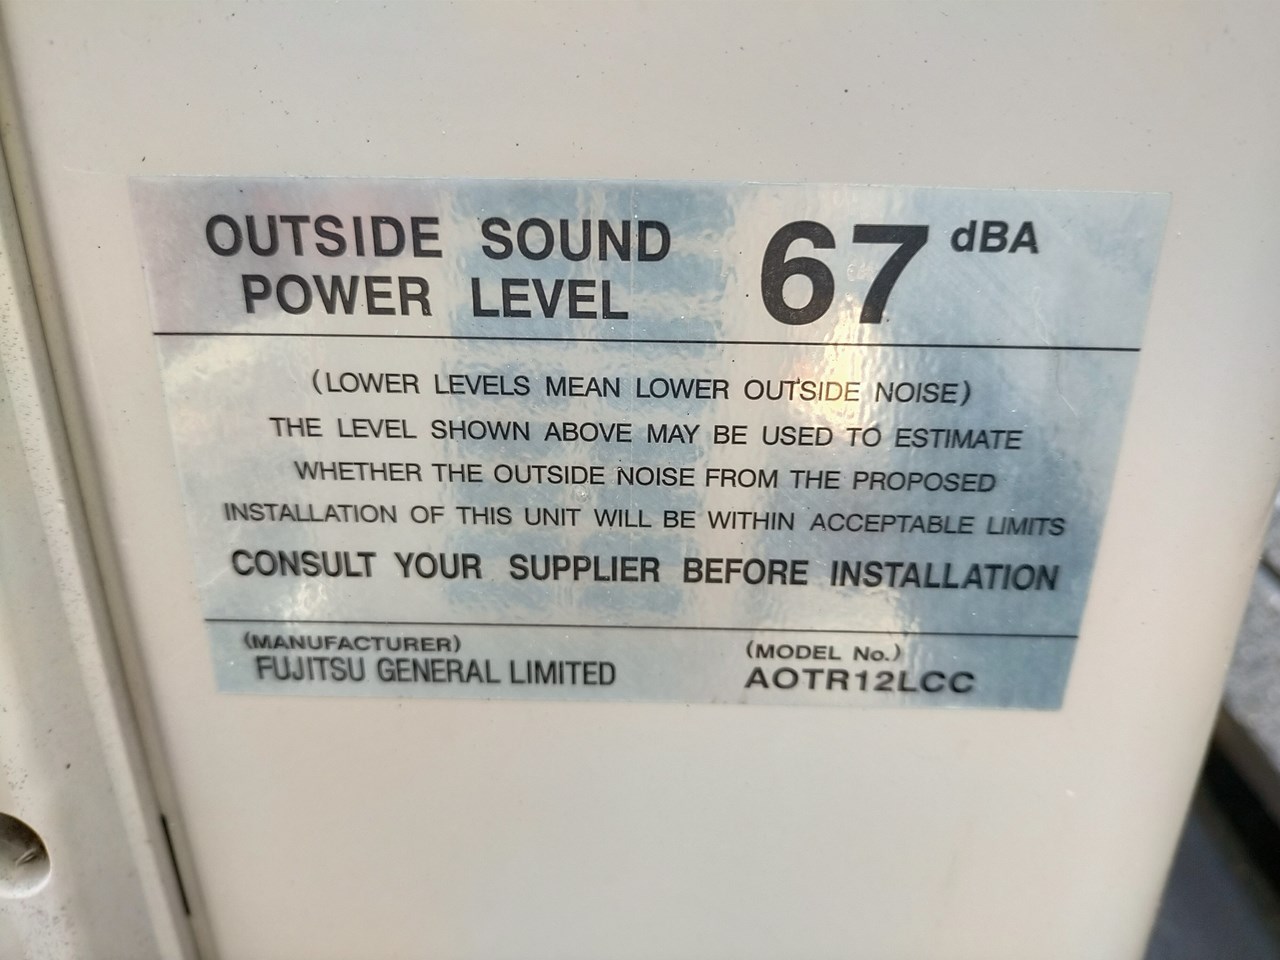 OUTSIDE SOUND POWER LEVEL 67 dBA
(LOWER LEVELS MEAN LOWER OUTSIDE NOISE)
THE LEVEL SHOWN ABOVE MAY BE USED TO ESTIMATE
WHETHER THE OUTSIDE NOISE FROM THE PROPOSED
INSTALLATION OF THIS UNIT WILL BE WITHIN ACCEPTABLE LIMITS
CONSULT YOUR SUPPLIER BEFORE INSTALLATION
(MANUFACTURER)
FUJITSU GENERAL LIMITED
(MODEL No.)
AOTR12LCC